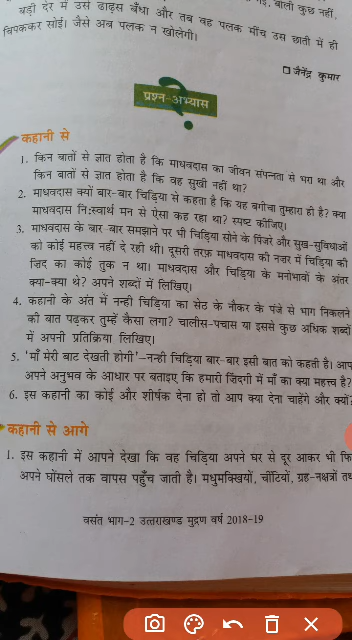 बड़ी देर में उसे ढाढ़स बँधा और तब वह पलक मींच उस छाती में ही
चिपककर सोई। जैसे अब पलक न खोलेगी।
जैनेंद्र कुमार
प्रश्न-अभ्यास
कहानी से
1. किन बातों से ज्ञात होता है कि माधवदास का जीवन संपन्नता से भरा था और
किन बातों से ज्ञात होता है कि वह सुखी नहीं था?
2. माधवदास क्यों बार-बार चिड़िया से कहता है कि यह बगीचा तुम्हारा ही है? क्या
माधवदास निःस्वार्थ मन से ऐसा कह रहा था? स्पष्ट कीजिए।
3. माधवदास के बार-बार समझाने पर भी चिड़िया सोने के पिंजरे और सुख-सुविधाओं
को कोई महत्त्व नहीं दे रही थी। दूसरी तरफ़ माधवदास की नज़र में चिड़िया की
ज़िद का कोई तुक न था। माधवदास और चिड़िया के मनोभावों के अंतर
क्या-क्या थे? अपने शब्दों में लिखिए।
4. कहानी के अंत में नन्ही चिड़िया का सेठ के नौकर के पंजे से भाग निकलने
की बात पढ़कर तुम्हें कैसा लगा? चालीस-पचास या इससे कुछ अधिक शब्दों
में अपनी प्रतिक्रिया लिखिए।
5. 'माँ मेरी बाट देखती होगी'-नन्ही चिड़िया बार-बार इसी बात को कहती है। आप
अपने अनुभव के आधार पर बताइए कि हमारी ज़िंदगी में माँ का क्या महत्त्व है?
6. इस कहानी का कोई और शीर्षक देना हो तो आप क्या देना चाहेंगे और क्यों?
कहानी से आगे
1. इस कहानी में आपने देखा कि वह चिड़िया अपने घर से दूर आकर भी फि
अपने घोंसले तक वापस पहुँच जाती है। मधुमक्खियों, चींटियों, ग्रह-नक्षत्रों तथ
वसंत भाग-2 उत्तराखण्ड मुद्रण वर्ष 2018-19